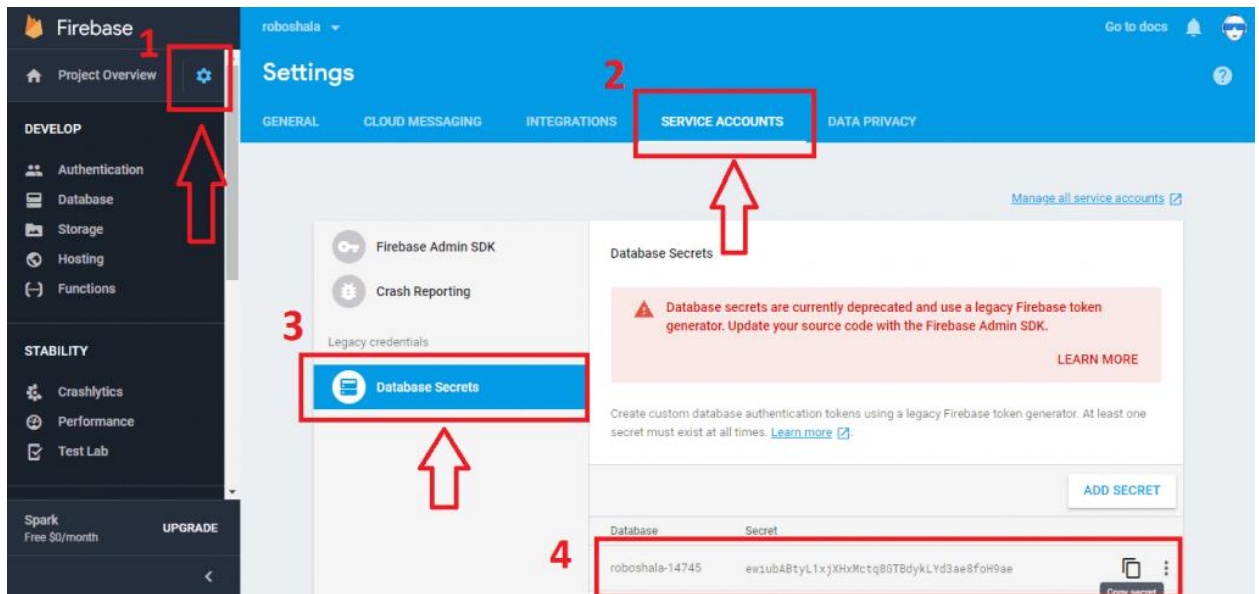 Firebase
1
Project Overview
DEVELOP
Authentication
Database
Storage
Hosting
Functions
STABILITY
Crashlytics
Performance
Test Lab
Spark
Free $0/month
UPGRADE
roboshala
Go to docs
Settings
2
GENERAL CLOUD MESSAGING INTEGRATIONS SERVICE ACCOUNTS DATA PRIVACY
Manage all service accounts
Firebase Admin SDK
Crash Reporting
3
Legacy credentials
Database Secrets
Database Secrets
Database secrets are currently deprecated and use a legacy Firebase token
generator. Update your source code with the Firebase Admin SDK.
LEARN MORE
Create custom database authentication tokens using a legacy Firebase token generator. At least one
secret must exist at all times. Learn more
ADD SECRET
Database Secret
4
roboshala-14745 ewiubABtyL1xjXHxMctq8GTBdykLYd3ae8foH9ae
Copy secret